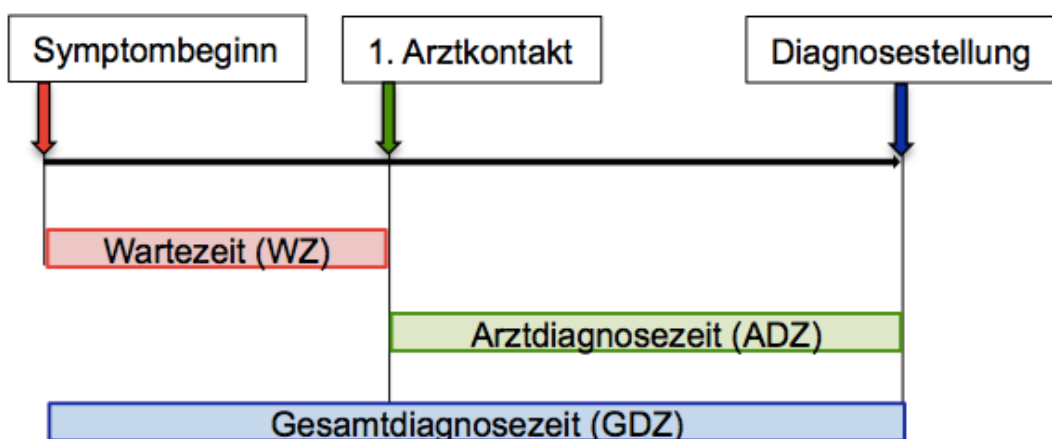 Symptombeginn
1. Arztkontakt
Diagnosestellung
Wartezeit (WZ)
Arztdiagnosezeit (ADZ)
Gesamtdiagnosezeit (GDZ)